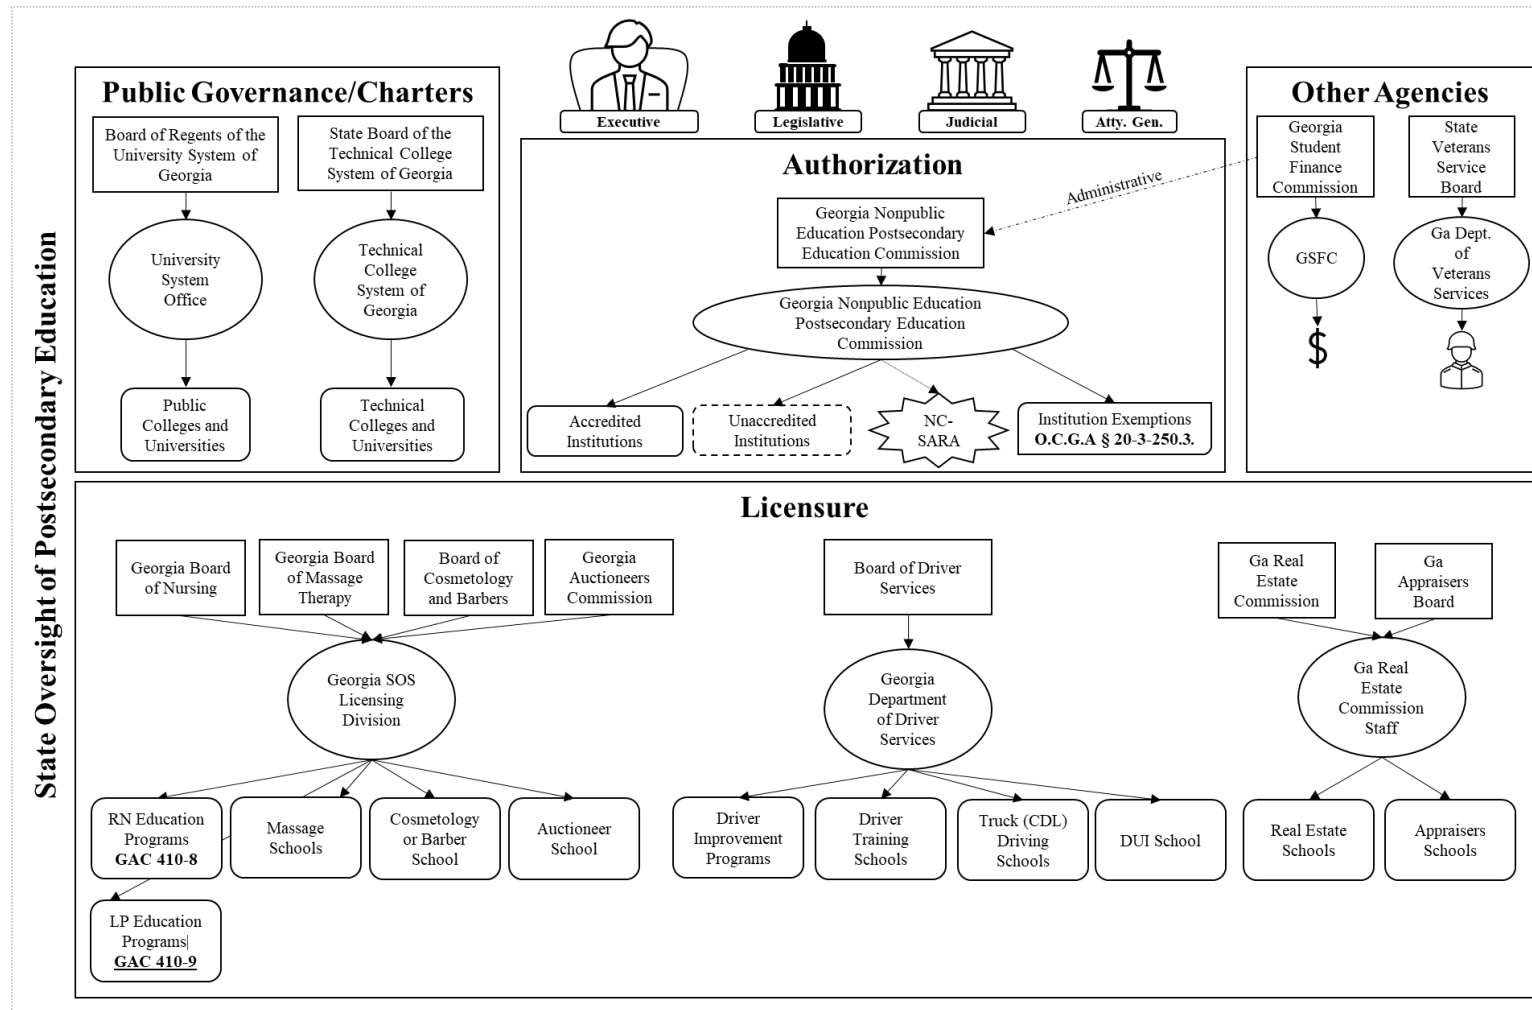 State Oversight of Postsecondary Education
Executive
Legislative
Judicial
Atty. Gen.
Public Governance/Charters
Board of Regents of the
University System of
Georgia
State Board of the
Technical College
System of Georgia
University
System
Office
Technical
College
System of
Georgia
Public
Colleges and
Universities
Technical
Colleges and
Universities
Authorization
Georgia Nonpublic
Education Postsecondary
Education Commission
Administrative
Georgia Nonpublic Education
Postsecondary Education
Commission
Accredited
Institutions
Unaccredited
Institutions
NC-
SARA
Institution Exemptions
O.C.G.A § 20-3-250.3.
Other Agencies
Georgia
Student
Finance
Commission
State
Veterans
Service
Board
GSFC
Ga Dept.
of
Veterans
Services
$
Licensure
Georgia Board
of Nursing
Georgia Board
of Massage
Therapy
Board of
Cosmetology
and Barbers
Georgia
Auctioneers
Commission
Board of Driver
Services
Ga Real
Estate
Commission
Ga
Appraisers
Board
Georgia SOS
Licensing
Division
Georgia
Department
of Driver
Services
Ga Real
Estate
Commission
Staff
RN Education
Programs
GAC 410-8
Massage
Schools
Cosmetology
or Barber
School
Auctioneer
School
Driver
Improvement
Programs
Driver
Training
Schools
Truck (CDL)
Driving
Schools
DUI School
Real Estate
Schools
Appraisers
Schools
LP Education
Programs|
GAC 410-9